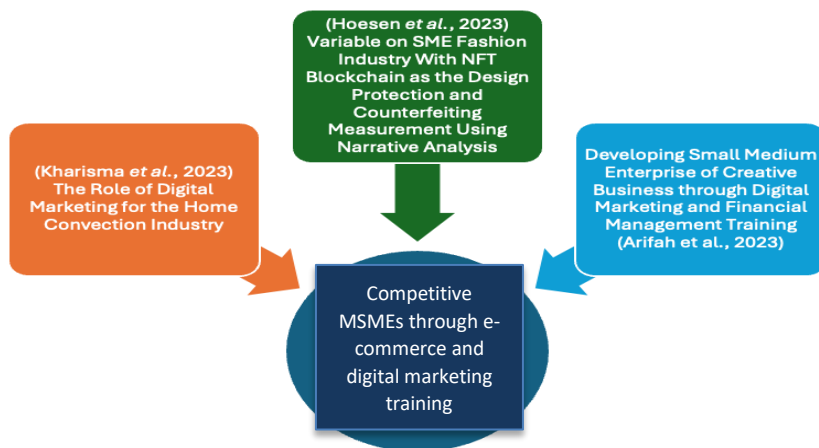 (Hoesen et al., 2023)
Variable on SME Fashion
Industry With NFT
Blockchain as the Design
Protection and
Counterfeiting
Measurement Using
Narrative Analysis
(Kharisma et al., 2023)
The Role of Digital
Marketing for the Home
Convection Industry
Developing Small Medium
Enterprise of Creative
Business through Digital
Marketing and Financial
Management Training
(Arifah et al., 2023)
Competitive
MSMEs through e-
commerce and
digital marketing
training